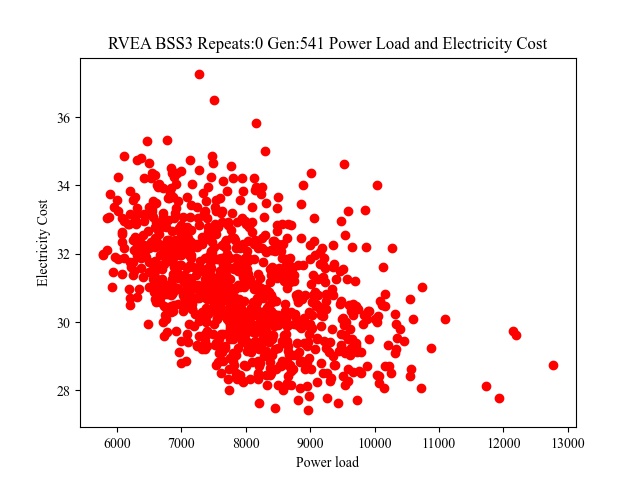 RVEA BSS3 Repeats:0 Gen:541 Power Load and Electricity Cost
Electricity Cost
36
34
32
30
28
6000 7000 8000 9000 10000 11000 12000 13000
Power load